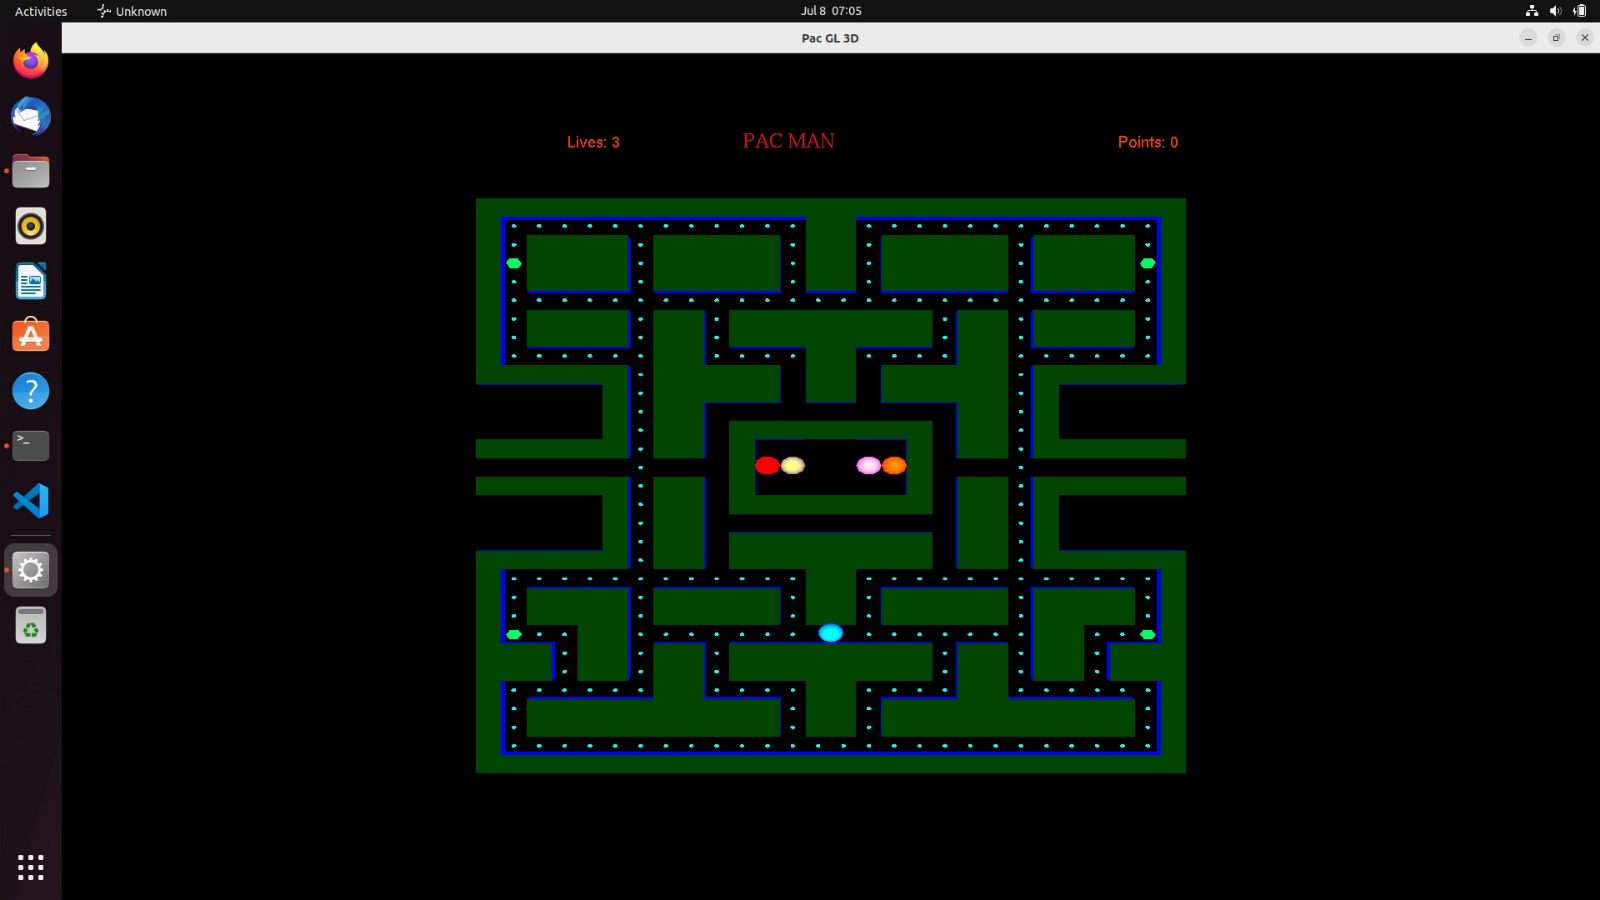 Activities Unknown Jul 8 07:05
Pac GL 3D
Lives: 3 PAC MAN Points: 0